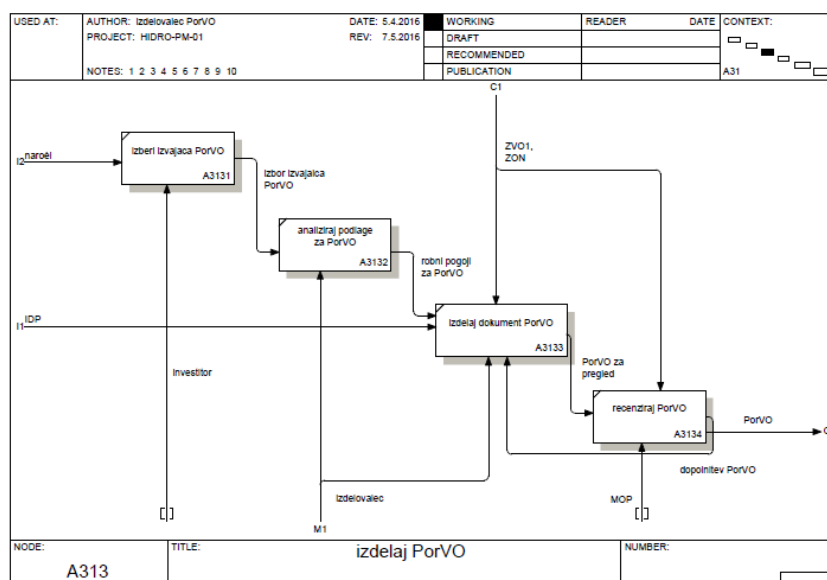 USED AT:
AUTHOR: Izdelovalec PorVO
DATE: 5.4.2016
WORKING
READER
DATE
CONTEXT:
PROJECT: HIDRO-PM-01
REV: 7.5.2016
DRAFT
RECOMMENDED
NOTES: 1 2 3 4 5 6 7 8 9 10
PUBLICATION
A31
C1
izberi izvajaca PorVO
A3131
I2
naročil
ZVO1,
ZON
Izbor Izvajalca
PorVO
analiziraj podlage
za PorVO
A3132
robni pogoji
za PorVO
I1
IDP
Izdelaj dokument PorVO
A3133
Investitor
PorVO za
pregled
recenziraj PorVO
A3134
PorVO
dopolnitev PorVO
Izdelovalec
MOP
M1
NODE:
TITLE:
izdelaj PorVO
NUMBER:
A313